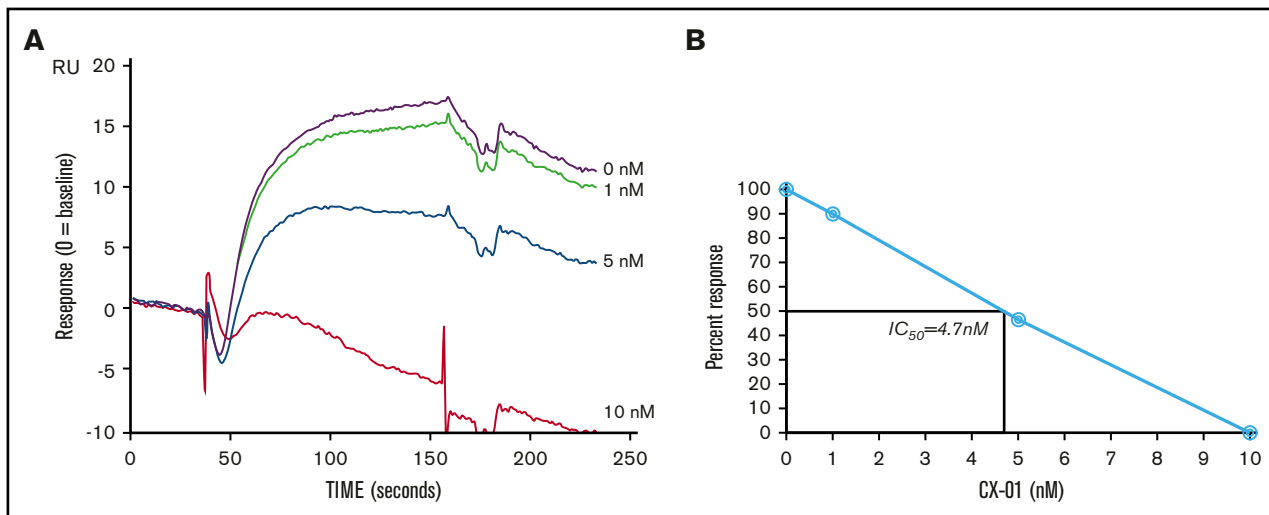 A
RU
20
15
10
5
0
-5
-10
Reseponse (0 = baseline)
0 nM
1 nM
5 nM
10 nM
0 50 100 150 200 250
TIME (seconds)
B
100
90
80
70
60
50
40
30
20
10
0
Percent response
IC50=4.7nM
0 1 2 3 4 5 6 7 8 9 10
CX-01 (nM)